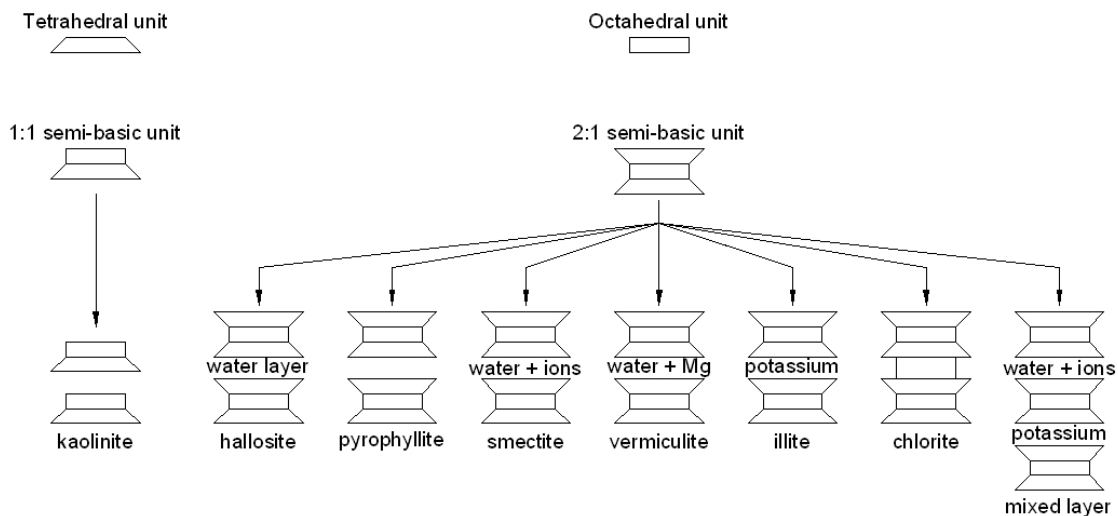 Tetrahedral unit
Octahedral unit
1:1 semi-basic unit
2:1 semi-basic unit
water layer
water + ions
water + Mg
potassium
water + ions
kaolinite
hallosite
pyrophyllite
smectite
vermiculite
illite
chlorite
potassium
mixed layer